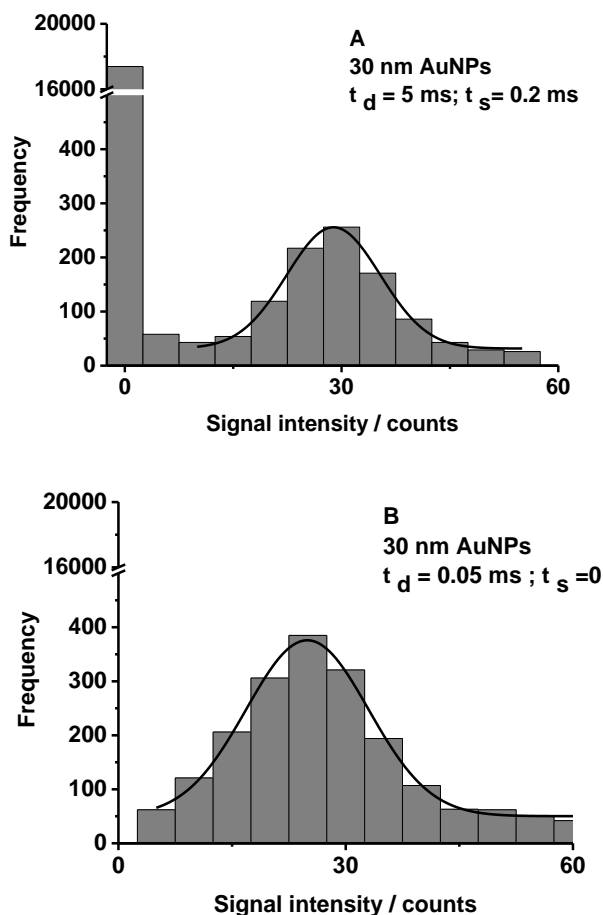 20000
16000
400
300
200
100
0
Frequency
A
30 nm AuNPs
t d = 5 ms; t s= 0.2 ms
0 30 60
Signal intensity / counts
20000
16000
400
300
200
100
0
Frequency
B
30 nm AuNPs
t d = 0.05 ms ; t s =0
0 30 60
Signal intensity / counts